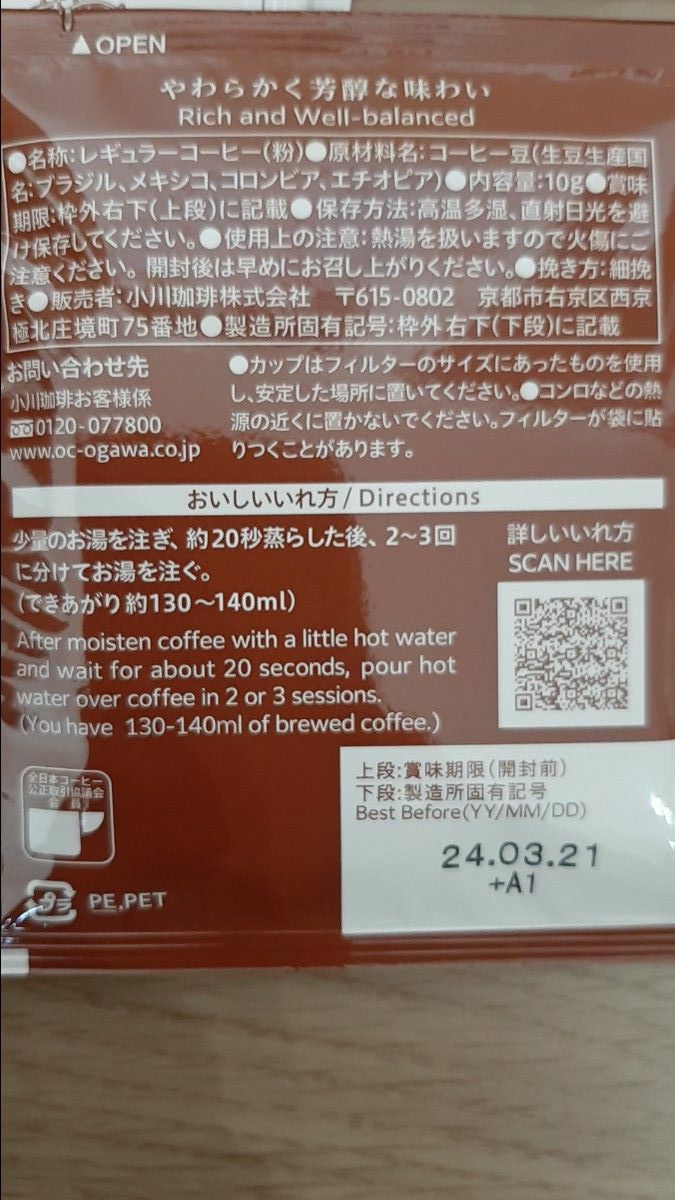 ▲OPEN
やわらかく芳醇な味わい
Rich and Well-balanced
●名称:レギュラーコーヒー(粉)●原材料名:コーヒー豆(生豆生産国
名:ブラジル、メキシコ、コロンビア、エチオピア)●内容量:10g●賞味
期限:枠外右下(上段)に記載●保存方法:高温多湿、直射日光を避
け保存してください。●使用上の注意:熱湯を扱いますので火傷にご
注意ください。開封後は早めにお召し上がりください。●挽き方:細挽
き●販売者:小川珈琲株式会社 〒615-0802 京都市右京区西京
極北庄境町75番地●製造所固有記号:枠外右下(下段)に記載
お問い合わせ先
小川珈琲お客様係
0120-077800
www.oc-ogawa.co.jp
●カップはフィルターのサイズにあったものを使用
し、安定した場所に置いてください。●コンロなどの熱
源の近くに置かないでください。フィルターが袋に貼
りつくことがあります。
おいしいいれ方/Directions
少量のお湯を注ぎ、約20秒蒸らした後、2〜3回
に分けてお湯を注ぐ。
(できあがり約130〜140ml)
After moisten coffee with a little hot water
and wait for about 20 seconds, pour hot
water over coffee in 2 or 3 sessions.
(You have 130-140ml of brewed coffee.)
詳しいいれ方
SCAN HERE
上段:賞味期限(開封前)
下段:製造所固有記号
Best Before(YY/MM/DD)
24.03.21
+A1
全日本コーヒー
公正取引協議会
会員
プラ PE,PET